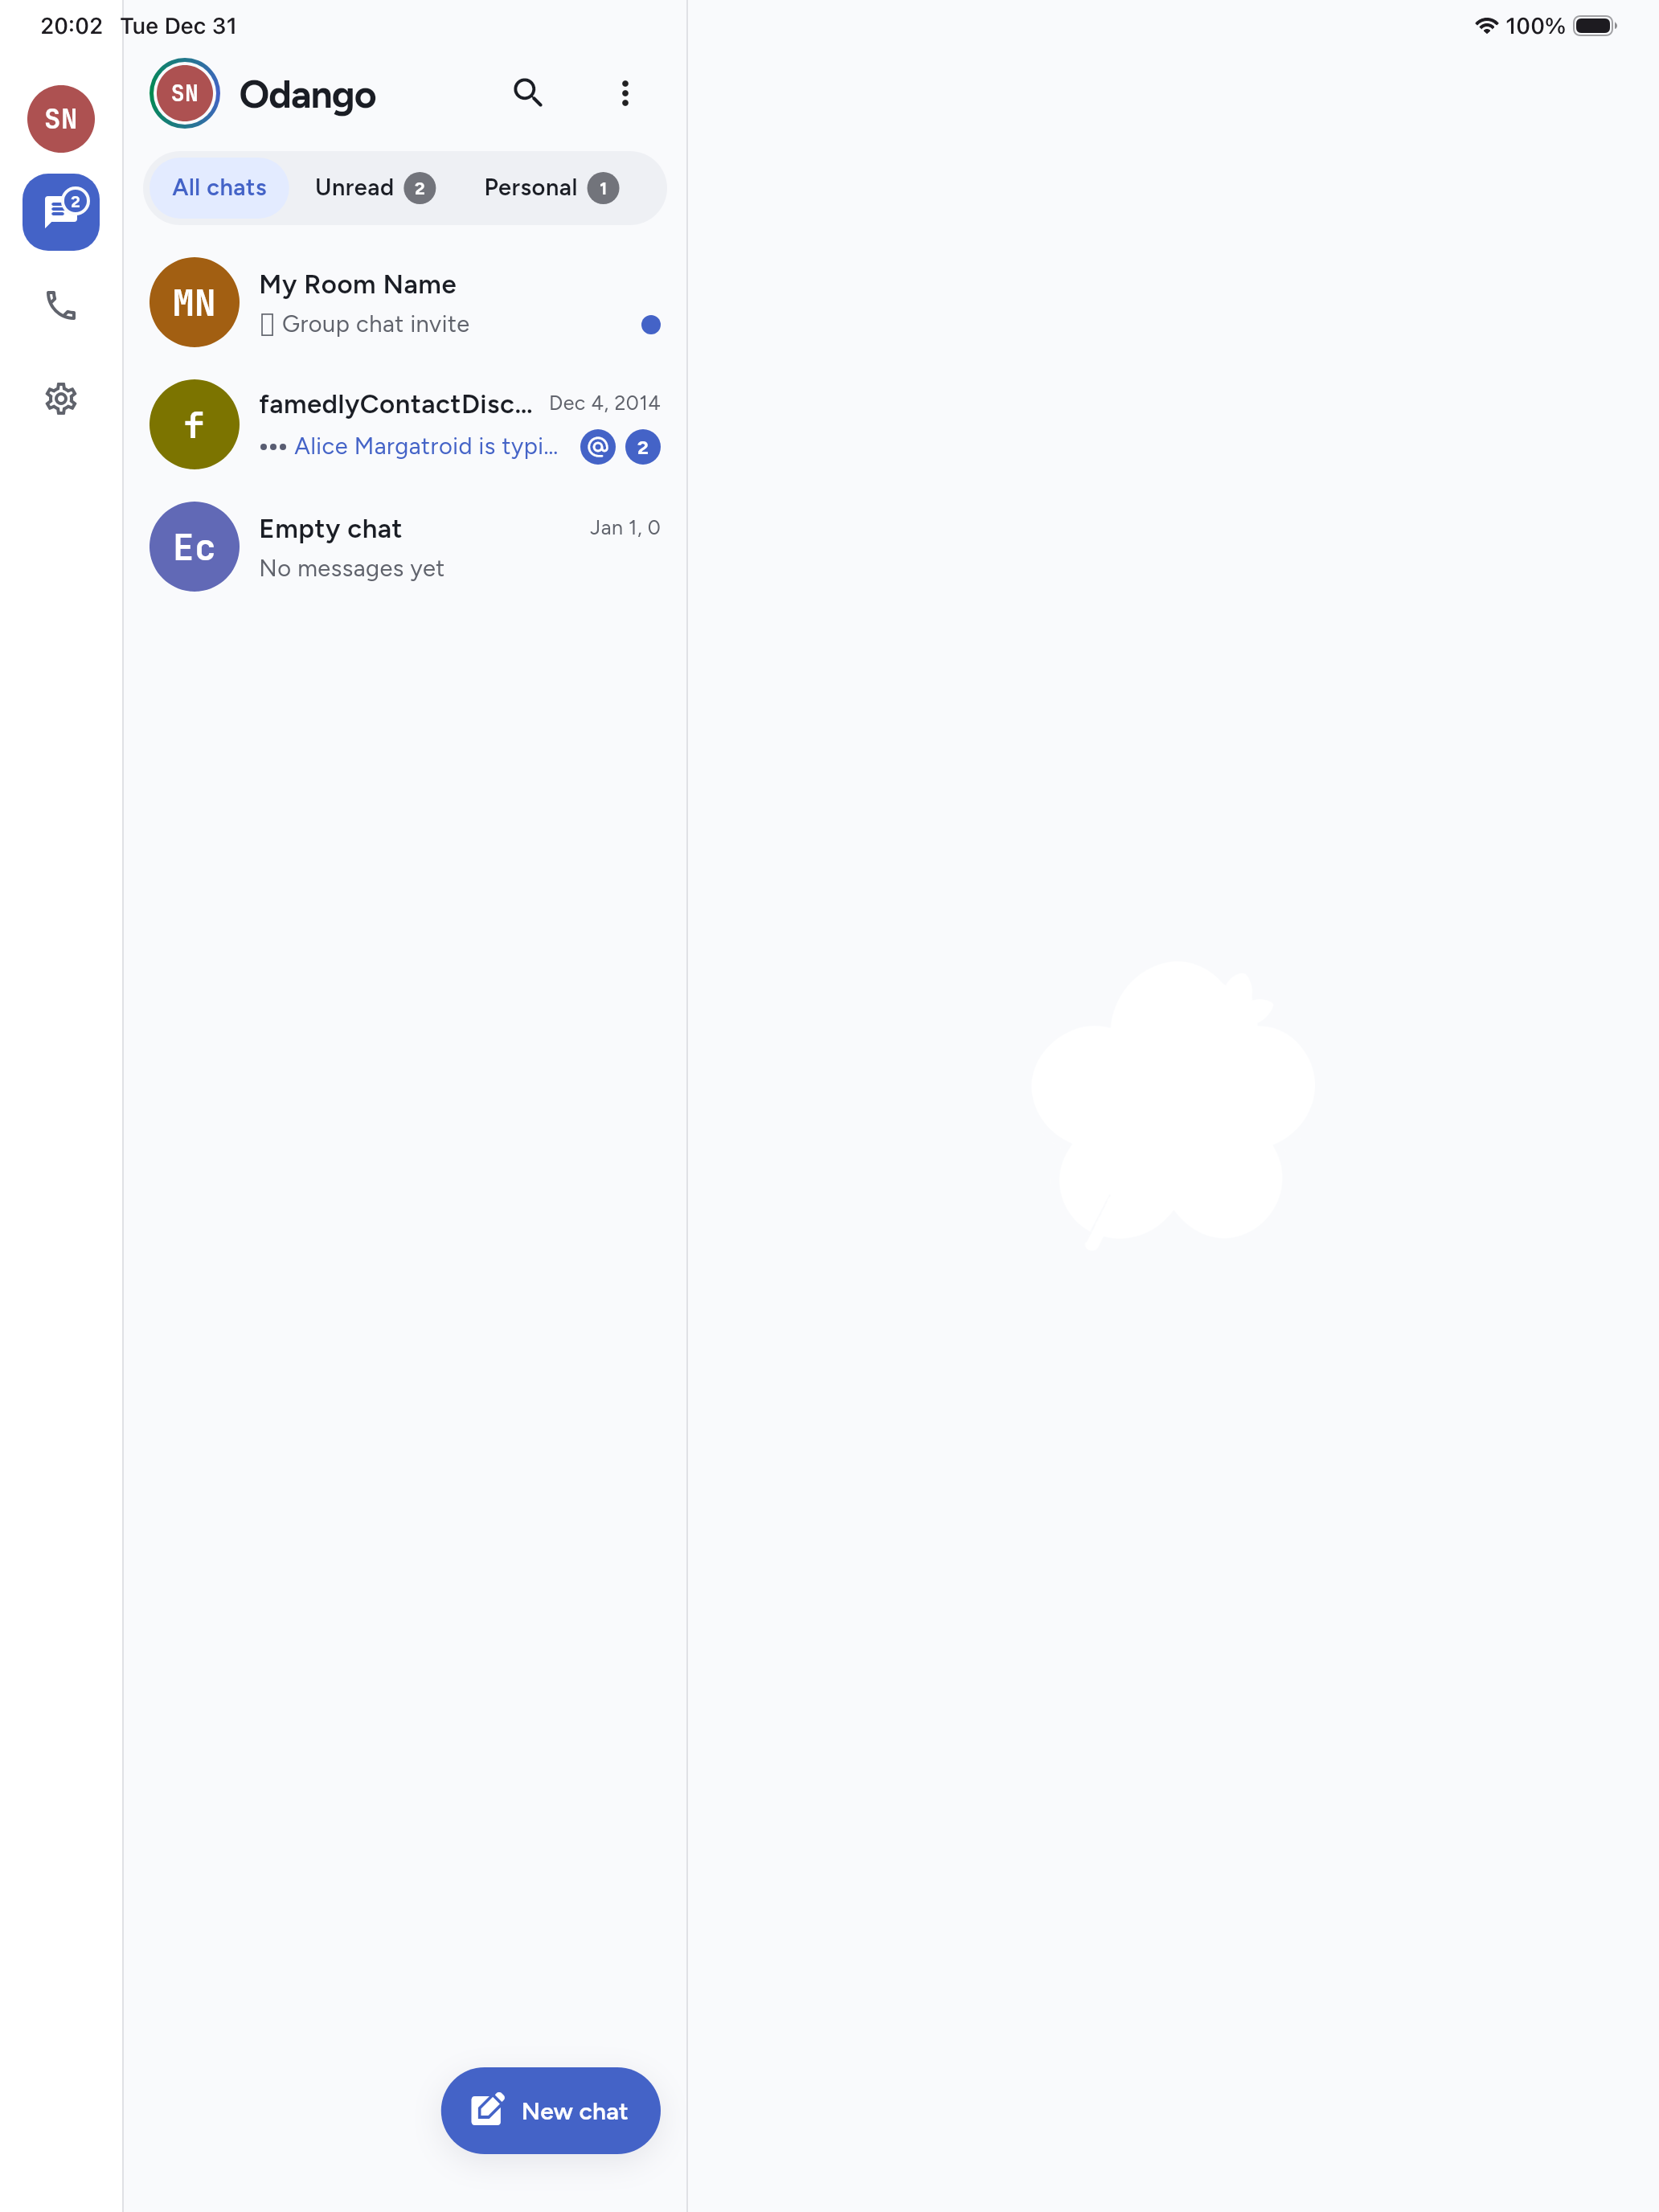 20:02 Tue Dec 31
100%
SN
SN
Odango
2
All chats
Unread 2
Personal 1
MN
My Room Name
Group chat invite
f
famedlyContactDisc...
Dec 4, 2014
Alice Margatroid is typi...
@ 2
Ec
Empty chat
Jan 1, 0
No messages yet
New chat